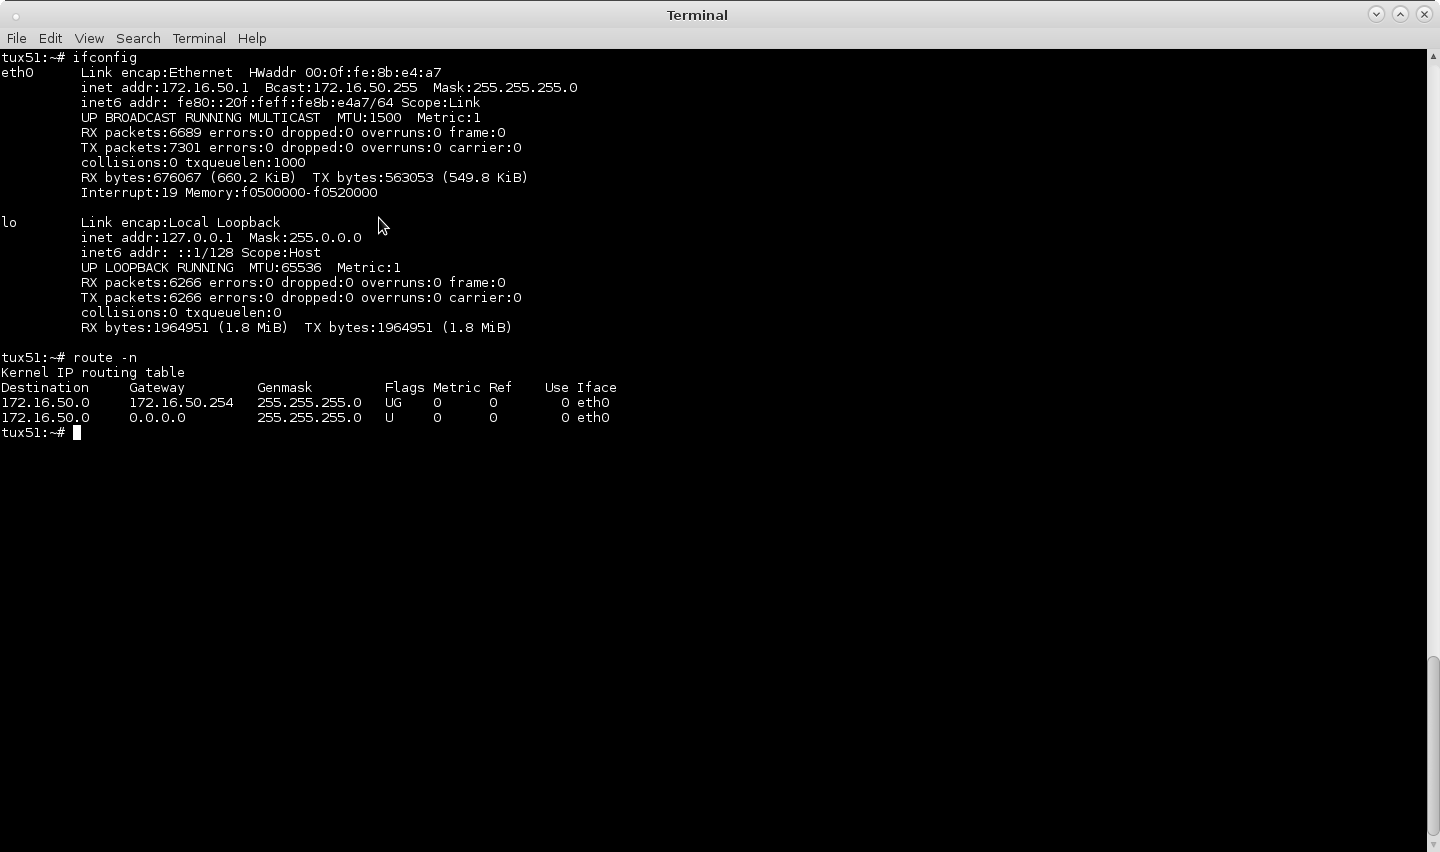 Terminal
File Edit View Search Terminal Help
tux51:~# ifconfig
eth0      Link encap:Ethernet  HWaddr 00:0f:fe:8b:e4:a7
          inet addr:172.16.50.1  Bcast:172.16.50.255  Mask:255.255.255.0
          inet6 addr: fe80::20f:feff:fe8b:e4a7/64 Scope:Link
          UP BROADCAST RUNNING MULTICAST  MTU:1500  Metric:1
          RX packets:6689 errors:0 dropped:0 overruns:0 frame:0
          TX packets:7301 errors:0 dropped:0 overruns:0 carrier:0
          collisions:0 txqueuelen:1000
          RX bytes:676067 (660.2 KiB)  TX bytes:563053 (549.8 KiB)
          Interrupt:19 Memory:f0500000-f0520000
lo        Link encap:Local Loopback
          inet addr:127.0.0.1  Mask:255.0.0.0
          inet6 addr: ::1/128 Scope:Host
          UP LOOPBACK RUNNING  MTU:65536  Metric:1
          RX packets:6266 errors:0 dropped:0 overruns:0 frame:0
          TX packets:6266 errors:0 dropped:0 overruns:0 carrier:0
          collisions:0 txqueuelen:0
          RX bytes:1964951 (1.8 MiB)  TX bytes:1964951 (1.8 MiB)
tux51:~# route -n
Kernel IP routing table
Destination     Gateway         Genmask         Flags Metric Ref    Use Iface
172.16.50.0     172.16.50.254   255.255.255.0   UG    0      0        0 eth0
172.16.50.0     0.0.0.0         255.255.255.0   U     0      0        0 eth0
tux51:~#